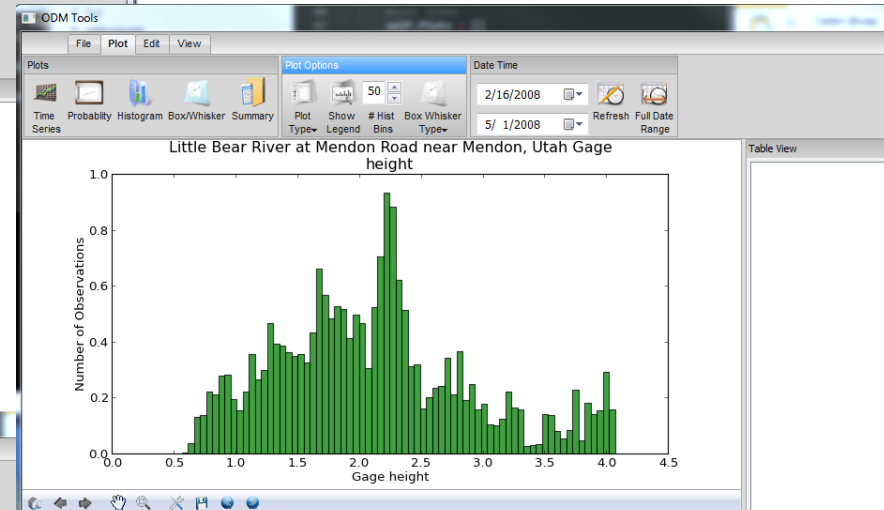 ODM Tools
File Plot Edit View
Plots
Plot Options
Date Time
Time Series
Probablity
Histogram
Box/Whisker
Summary
Plot Type
Show Legend
50
# Hist Bins
Box Whisker Type
2/16/2008
5/ 1/2008
Refresh
Full Date Range
Little Bear River at Mendon Road near Mendon, Utah Gage
height
Table View
Number of Observations
1.0
0.8
0.6
0.4
0.2
0.0
0.0 0.5 1.0 1.5 2.0 2.5 3.0 3.5 4.0 4.5
Gage height